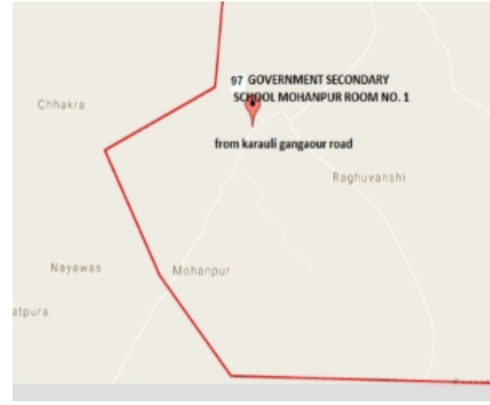 97 GOVERNMENT SECONDARY
SCHOOL MOHANPUR ROOM NO. 1
Chhakra
from karauli gangaour road
Raghuvanshi
Nayawas
Mohanpur
atpura